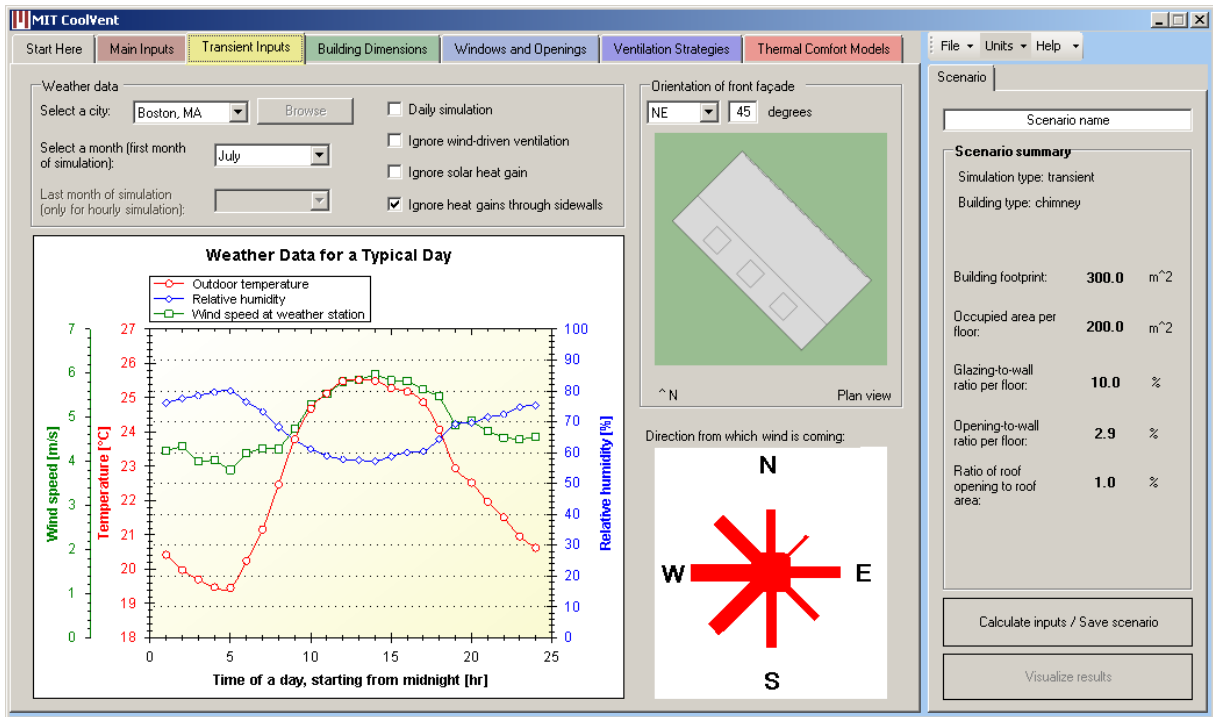 MIT CoolVent
Start Here
Main Inputs
Transient Inputs
Building Dimensions
Windows and Openings
Ventilation Strategies
Thermal Comfort Models
File
Units
Help
Weather data
Select a city:
Boston, MA
Browse
Select a month (first month
of simulation):
July
Last month of simulation
(only for hourly simulation):
Daily simulation
Ignore wind-driven ventilation
Ignore solar heat gain
Ignore heat gains through sidewalls
Orientation of front façade
NE
45
degrees
^N
Plan view
Weather Data for a Typical Day
Outdoor temperature
Relative humidity
Wind speed at weather station
Wind speed [m/s]
7
6
5
4
3
2
1
0
Temperature [°C]
27
26
25
24
23
22
21
20
19
18
100
90
80
70
60
50
40
30
20
10
0
Relative humidity [%]
0 5 10 15 20 25
Time of a day, starting from midnight [hr]
Direction from which wind is coming:
N
W
E
S
Scenario
Scenario name
Scenario summary
Simulation type: transient
Building type: chimney
Building footprint: 300.0 m^2
Occupied area per
floor:
200.0 m^2
Glazing-to-wall
ratio per floor:
10.0 %
Opening-to-wall
ratio per floor:
2.9 %
Ratio of roof
opening to roof
area:
1.0 %
Calculate inputs / Save scenario
Visualize results